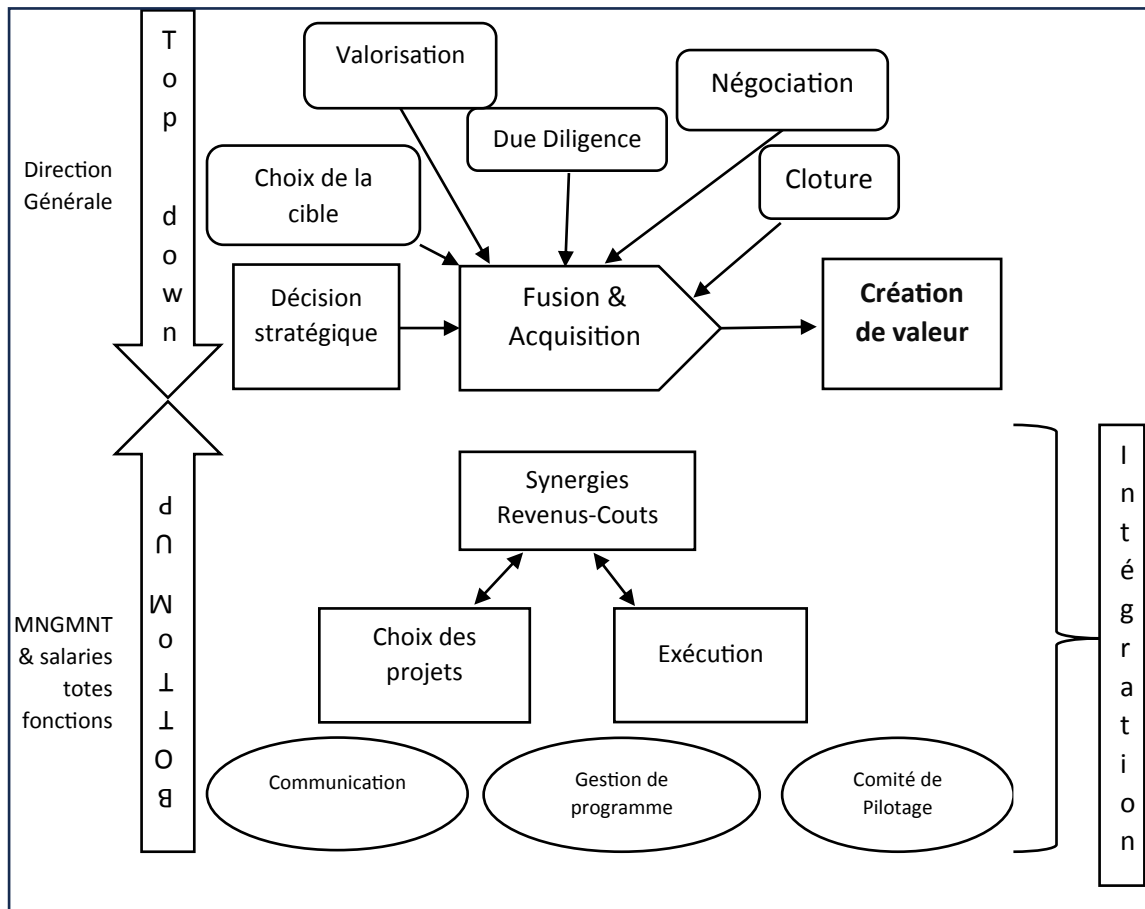 Top down
Valorisation
Négociation
Due Diligence
Direction
Générale
Choix de la
cible
Cloture
Décision
stratégique
Fusion &
Acquisition
Création
de valeur
BOTToM UP
Synergies
Revenus-Couts
MNGMNT
& salaries
totes
fonctions
Choix des
projets
Exécution
Communication
Gestion de
programme
Comité de
Pilotage
Intégration